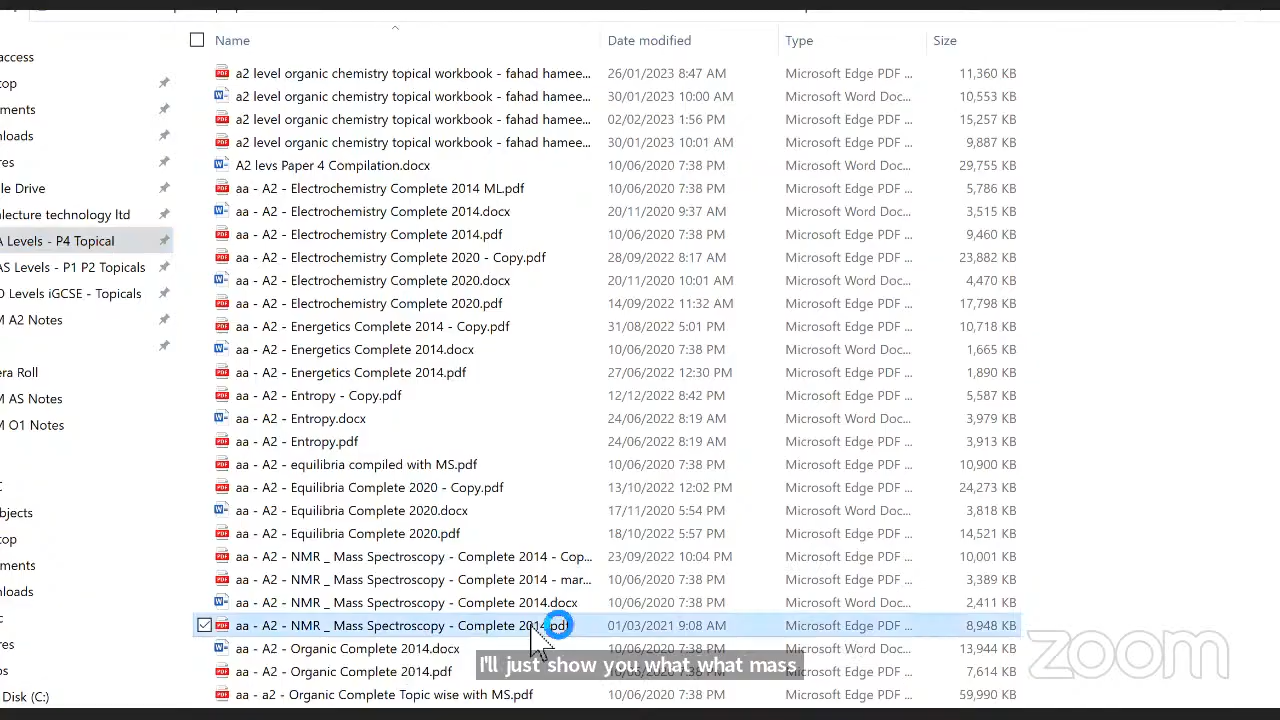 Name Date modified Type Size
access
op
ments
nloads
res
le Drive
nlecture technology ltd
A Levels - P4 Topical
AS Levels - P1 P2 Topicals
O Levels iGCSE - Topicals
M A2 Notes
era Roll
M AS Notes
M O1 Notes
bjects
top
ments
nloads
res
Disk (C:)
a2 level organic chemistry topical workbook - fahad hamee... 26/01/2023 8:47 AM Microsoft Edge PDF ... 11,360 KB
a2 level organic chemistry topical workbook - fahad hamee... 30/01/2023 10:00 AM Microsoft Word Doc... 10,553 KB
a2 level organic chemistry topical workbook - fahad hamee... 02/02/2023 1:56 PM Microsoft Edge PDF ... 15,257 KB
a2 level organic chemistry topical workbook - fahad hamee... 30/01/2023 10:01 AM Microsoft Edge PDF ... 9,887 KB
A2 levs Paper 4 Compilation.docx 10/06/2020 7:38 PM Microsoft Word Doc... 29,755 KB
aa - A2 - Electrochemistry Complete 2014 ML.pdf 10/06/2020 7:38 PM Microsoft Edge PDF ... 5,786 KB
aa - A2 - Electrochemistry Complete 2014.docx 20/11/2020 9:37 AM Microsoft Word Doc... 3,515 KB
aa - A2 - Electrochemistry Complete 2014.pdf 10/06/2020 7:38 PM Microsoft Edge PDF ... 9,460 KB
aa - A2 - Electrochemistry Complete 2020 - Copy.pdf 28/09/2022 8:17 AM Microsoft Edge PDF ... 23,882 KB
aa - A2 - Electrochemistry Complete 2020.docx 20/11/2020 10:01 AM Microsoft Word Doc... 4,470 KB
aa - A2 - Electrochemistry Complete 2020.pdf 14/09/2022 11:32 AM Microsoft Edge PDF ... 17,798 KB
aa - A2 - Energetics Complete 2014 - Copy.pdf 31/08/2022 5:01 PM Microsoft Edge PDF ... 10,718 KB
aa - A2 - Energetics Complete 2014.docx 10/06/2020 7:38 PM Microsoft Word Doc... 1,665 KB
aa - A2 - Energetics Complete 2014.pdf 27/06/2022 12:30 PM Microsoft Edge PDF ... 1,890 KB
aa - A2 - Entropy - Copy.pdf 12/12/2022 8:42 PM Microsoft Edge PDF ... 5,587 KB
aa - A2 - Entropy.docx 24/06/2022 8:19 AM Microsoft Word Doc... 3,979 KB
aa - A2 - Entropy.pdf 24/06/2022 8:19 AM Microsoft Edge PDF ... 3,913 KB
aa - A2 - equilibria compiled with MS.pdf 10/06/2020 7:38 PM Microsoft Edge PDF ... 10,900 KB
aa - A2 - Equilibria Complete 2020 - Copy.pdf 13/10/2022 12:02 PM Microsoft Edge PDF ... 24,273 KB
aa - A2 - Equilibria Complete 2020.docx 17/11/2020 5:54 PM Microsoft Word Doc... 3,818 KB
aa - A2 - Equilibria Complete 2020.pdf 18/10/2022 5:57 PM Microsoft Edge PDF ... 14,521 KB
aa - A2 - NMR _ Mass Spectroscopy - Complete 2014 - Cop... 23/09/2022 10:04 PM Microsoft Edge PDF ... 10,001 KB
aa - A2 - NMR _ Mass Spectroscopy - Complete 2014 - mar... 10/06/2020 7:38 PM Microsoft Edge PDF ... 3,389 KB
aa - A2 - NMR _ Mass Spectroscopy - Complete 2014.docx 10/06/2020 7:38 PM Microsoft Word Doc... 2,411 KB
aa - A2 - NMR _ Mass Spectroscopy - Complete 2014.pdf 01/03/2021 9:08 AM Microsoft Edge PDF ... 8,948 KB
aa - A2 - Organic Complete 2014.docx 10/06/2020 7:38 PM Microsoft Word Doc... 13,944 KB
aa - A2 - Organic Complete 2014.pdf 10/06/2020 7:38 PM Microsoft Edge PDF ... 7,614 KB
aa - a2 - Organic Complete Topic wise with MS.pdf 10/06/2020 7:38 PM Microsoft Edge PDF ... 59,990 KB
I'll just show you what what mass
zoom